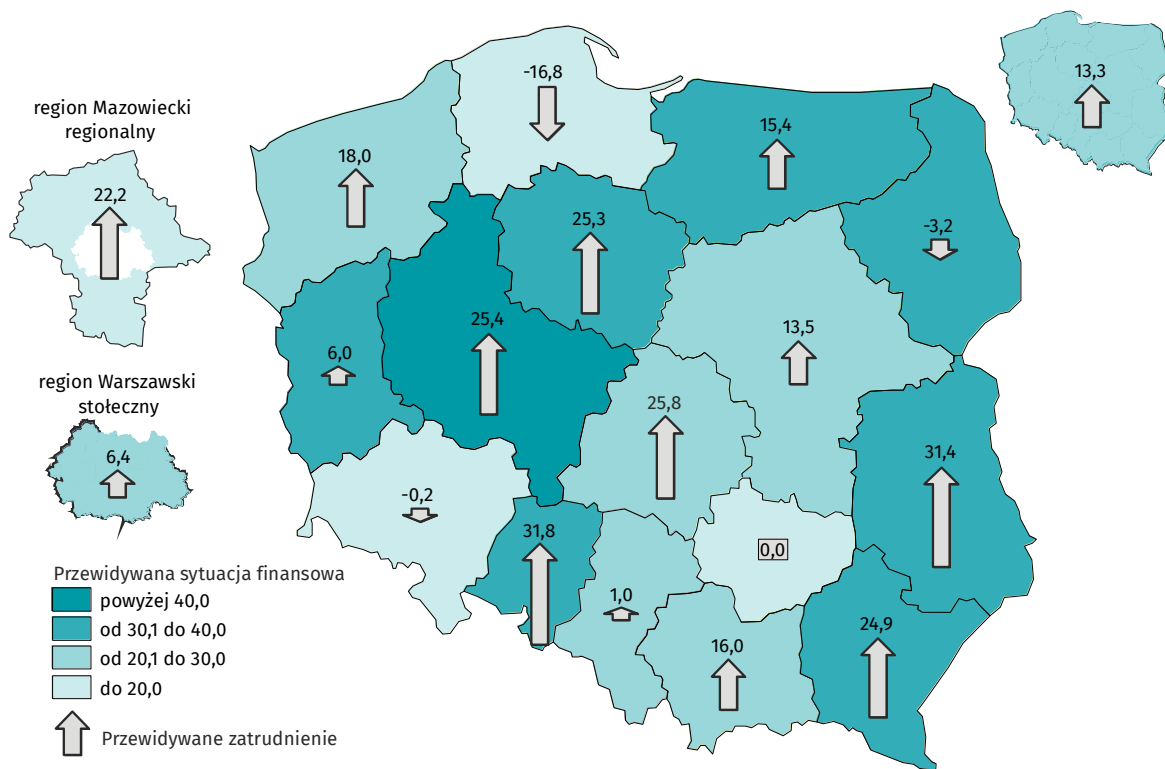 -16,8
13,3
region Mazowiecki
regionalny
15,4
18,0
22,2
25,3
-3,2
25,4
13,5
6,0
region Warszawski
stołeczny
25,8
6,4
31,4
-0,2
31,8
0,0
Przewidywana sytuacja finansowa
powyżej 40,0
1,0
od 30,1 do 40,0
24,9
od 20,1 do 30,0
16,0
do 20,0
Przewidywane zatrudnienie